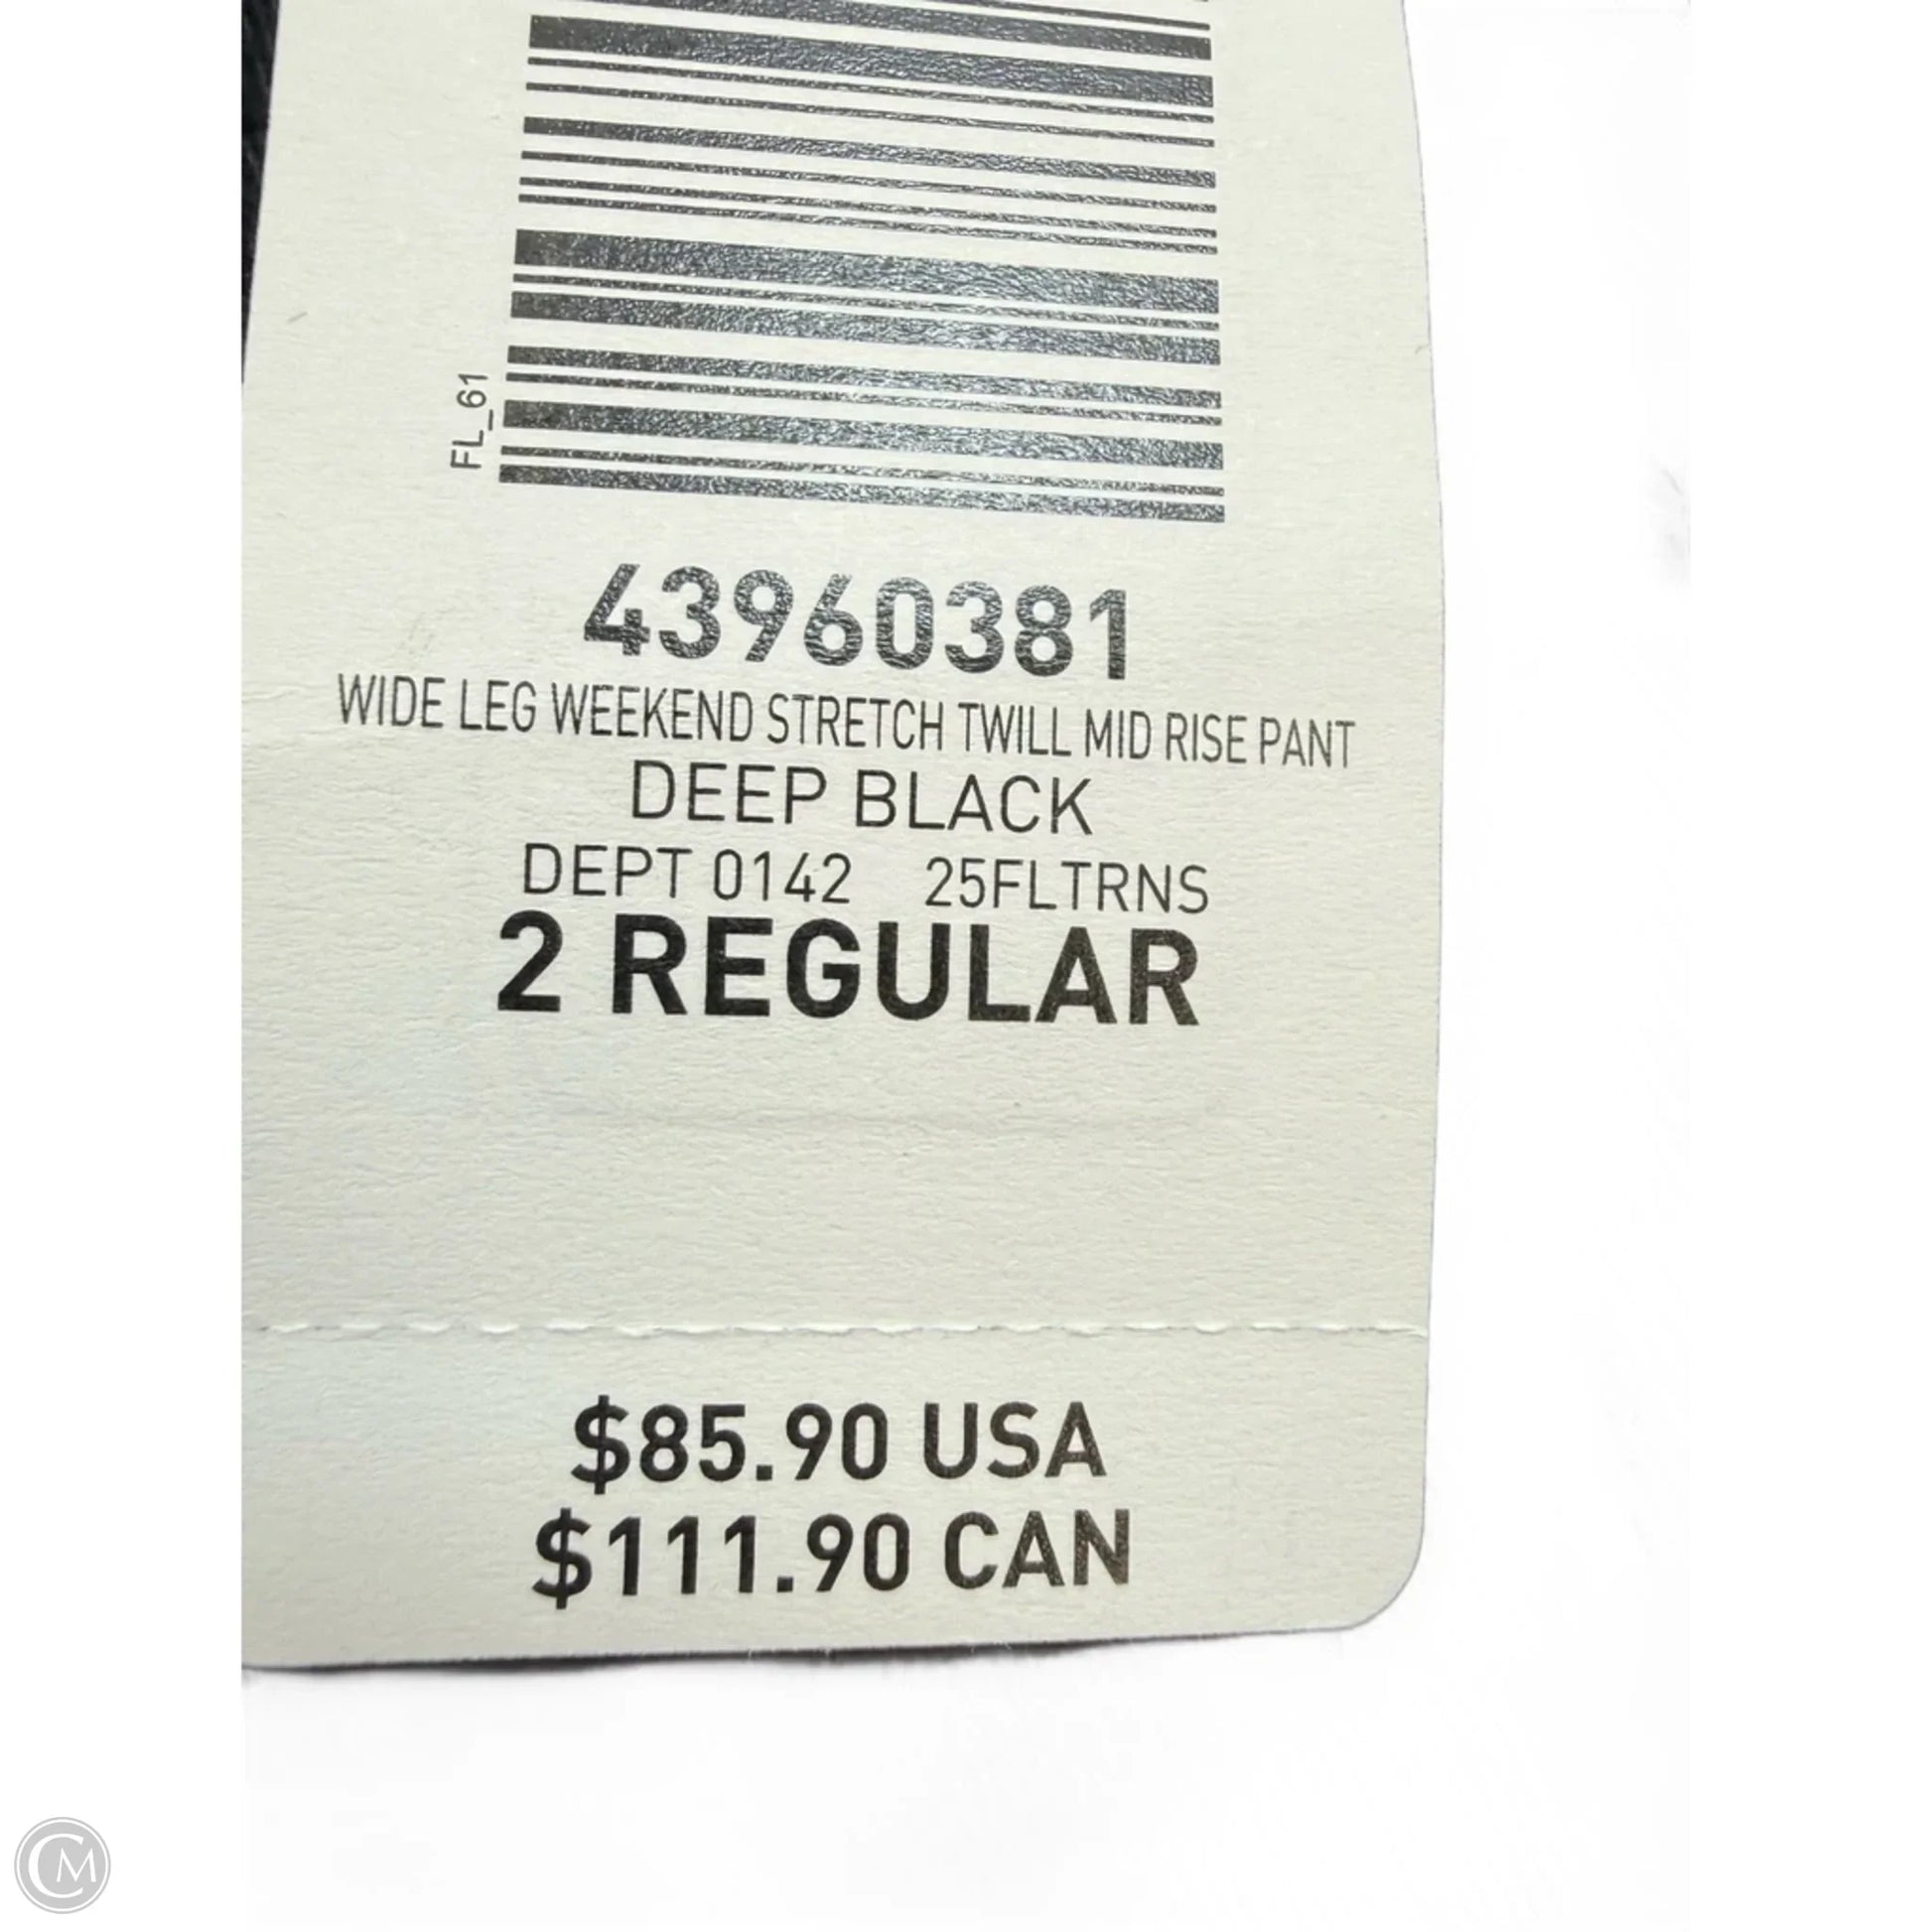 FL_61
43960381
WIDE LEG WEEKEND STRETCH TWILL MID RISE PANT
DEEP BLACK
DEPT 0142 25FLTRNS
2 REGULAR
$85.90 USA
$111.90 CAN
CM